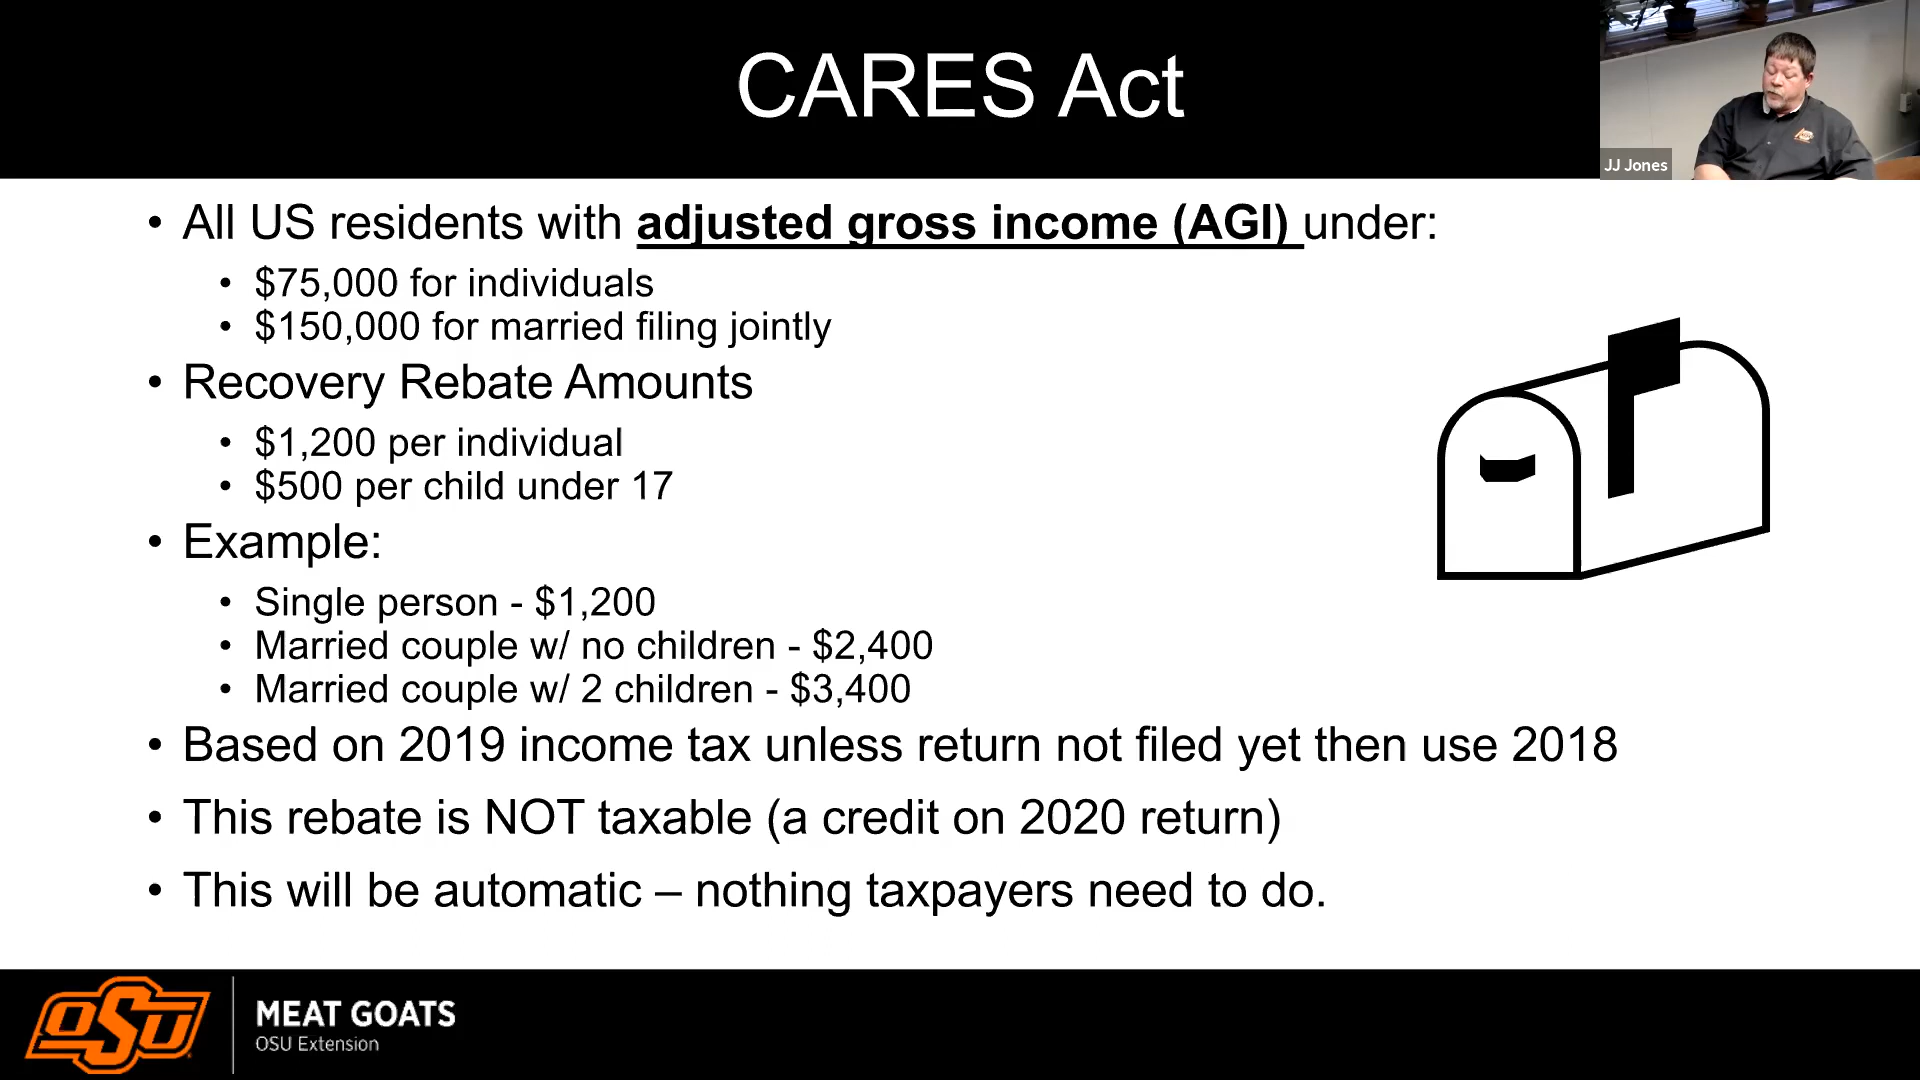 CARES Act
JJ Jones
• All US residents with adjusted gross income (AGI) under:
• $75,000 for individuals
• $150,000 for married filing jointly
• Recovery Rebate Amounts
• $1,200 per individual
• $500 per child under 17
• Example:
• Single person - $1,200
• Married couple w/ no children - $2,400
• Married couple w/ 2 children - $3,400
• Based on 2019 income tax unless return not filed yet then use 2018
• This rebate is NOT taxable (a credit on 2020 return)
• This will be automatic – nothing taxpayers need to do.
OSU
MEAT GOATS
OSU Extension